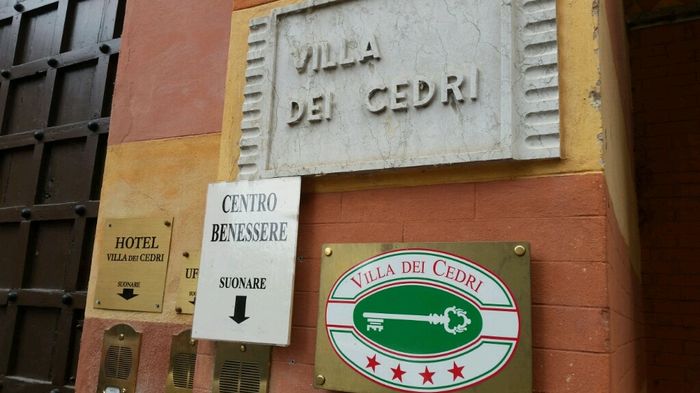 VILLA
DEI CEDRI
HOTEL
VILLA DEI CEDRI
SUONARE
CENTRO
BENESSERE
SUONARE
VILLA DEI CEDRI